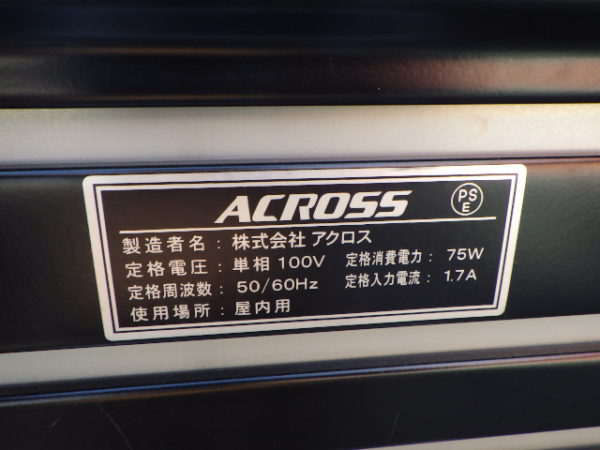 ACROSS
PS
E
製造者名：株式会社 アクロス
定格電圧：単相 100V 定格消費電力：75W
定格周波数：50/60Hz 定格入力電流：1.7A
使用場所：屋内用